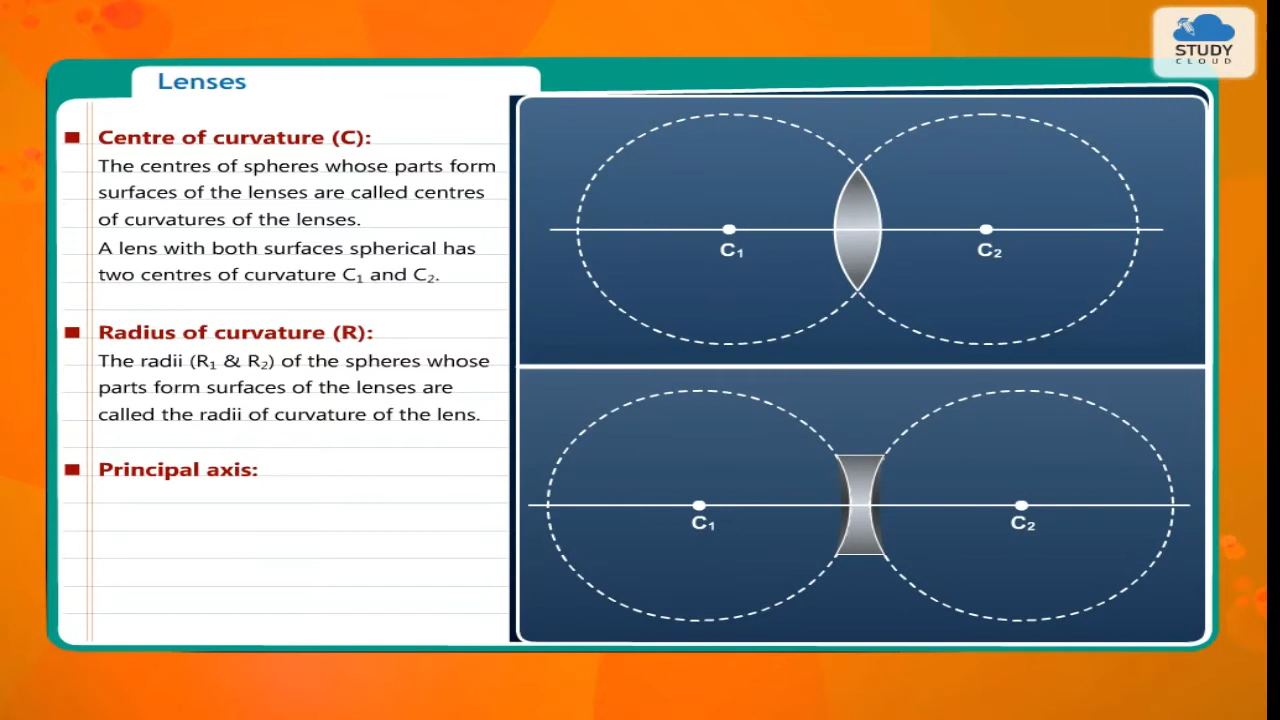 STUDY
CLOUD
Lenses
Centre of curvature (C):
The centres of spheres whose parts form
surfaces of the lenses are called centres
of curvatures of the lenses.
A lens with both surfaces spherical has
two centres of curvature C₁ and C₂.
Radius of curvature (R):
The radii (R₁ & R₂) of the spheres whose
parts form surfaces of the lenses are
called the radii of curvature of the lens.
Principal axis:
C₁ C₂
C₁ C₂